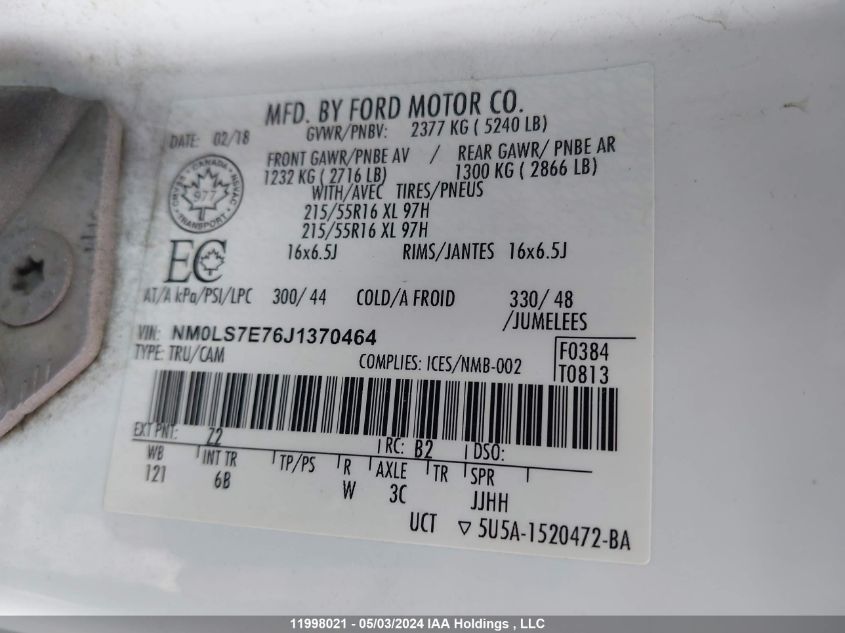 MFD. BY FORD MOTOR CO.
DATE: 02/18 GVWR/PNBV: 2377 KG ( 5240 LB)
FRONT GAWR/PNBE AV / REAR GAWR/ PNBE AR
1232 KG ( 2716 LB) 1300 KG ( 2866 LB)
WITH/AVEC TIRES/PNEUS
215/55R16 XL 97H
215/55R16 XL 97H
16x6.5J RIMS/JANTES 16x6.5J
CANADA
977
TRANSPORT
EC
AT/A kPa/PSI/LPC 300/ 44 COLD/A FROID 330/ 48
/JUMELEES
VIN: NM0LS7E76J1370464
TYPE: TRU/CAM COMPLIES: ICES/NMB-002
F0384
T0813
EXT PNT: Z2 RC: B2 DSO:
WB INT TR TP/PS R AXLE TR SPR
121 6B W 3C JJHH
UCT ▽ 5U5A-1520472-BA
11998021 - 05/03/2024 IAA Holdings , LLC